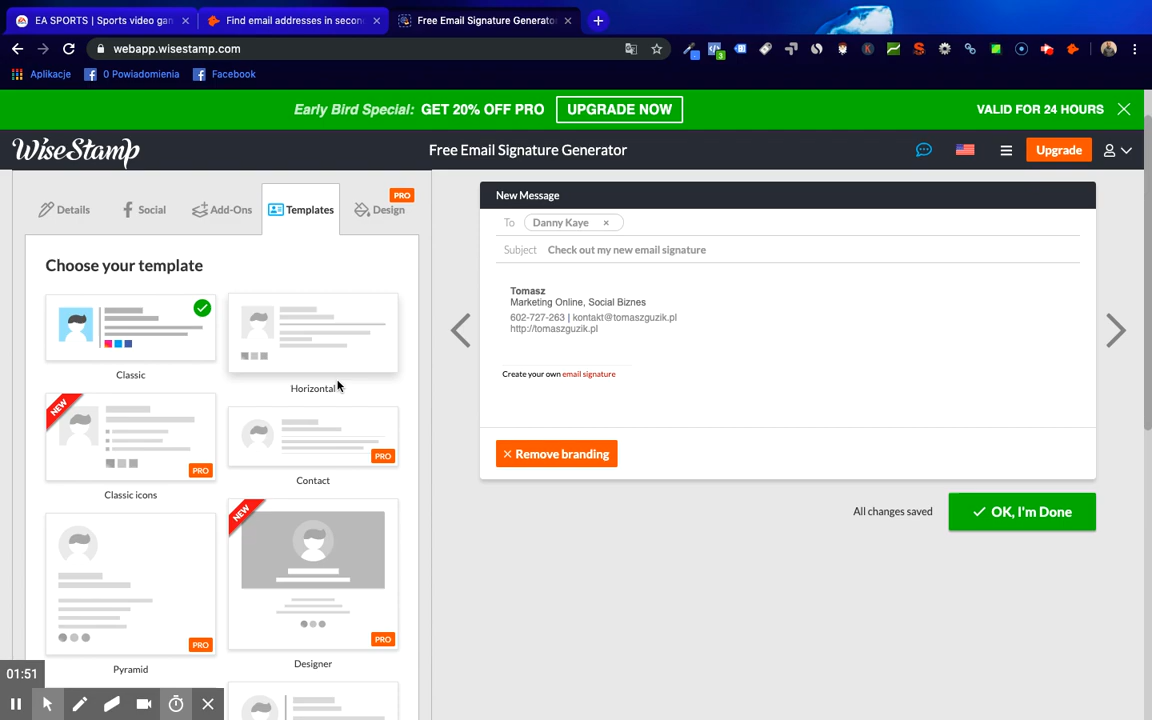 EA SPORTS | Sports video gam
Find email addresses in second
Free Email Signature Generator
webapp.wisestamp.com
Aplikacje
0 Powiadomienia
Facebook
Early Bird Special: GET 20% OFF PRO
UPGRADE NOW
VALID FOR 24 HOURS
WiseStamp
Free Email Signature Generator
Upgrade
Details
Social
Add-Ons
Templates
PRO
Design
Choose your template
Classic
Horizontal
NEW
PRO
Classic icons
PRO
Contact
PRO
Pyramid
NEW
PRO
Designer
New Message
To
Danny Kaye ×
Subject
Check out my new email signature
Tomasz
Marketing Online, Social Biznes
602-727-263 | kontakt@tomaszguzik.pl
http://tomaszguzik.pl
Create your own email signature
× Remove branding
All changes saved
OK, I'm Done
01:51